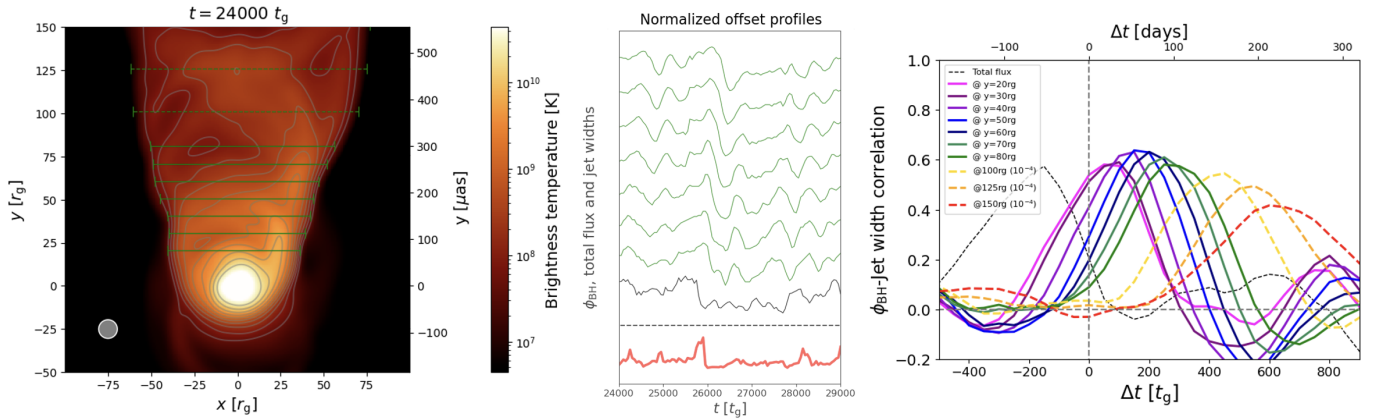 t = 24000 t_g
150
125
100
75
50
25
0
−25
−50
y [r_g]
−75
−50
−25
0
25
50
75
x [r_g]
500
400
300
200
100
0
−100
y [μas]
10^10
10^9
10^8
10^7
Brightness temperature [K]
Normalized offset profiles
ϕ_BH, total flux and jet widths
24000
25000
26000
27000
28000
29000
t [t_g]
Δt [days]
−100
0
100
200
300
1.0
0.8
0.6
0.4
0.2
0.0
−0.2
ϕ_BH-Jet width correlation
Total flux
@ y=20rg
@ y=30rg
@ y=40rg
@ y=50rg
@ y=60rg
@ y=70rg
@ y=80rg
@100rg (10^−4)
@125rg (10^−4)
@150rg (10^−4)
−400
−200
0
200
400
600
800
Δt [t_g]